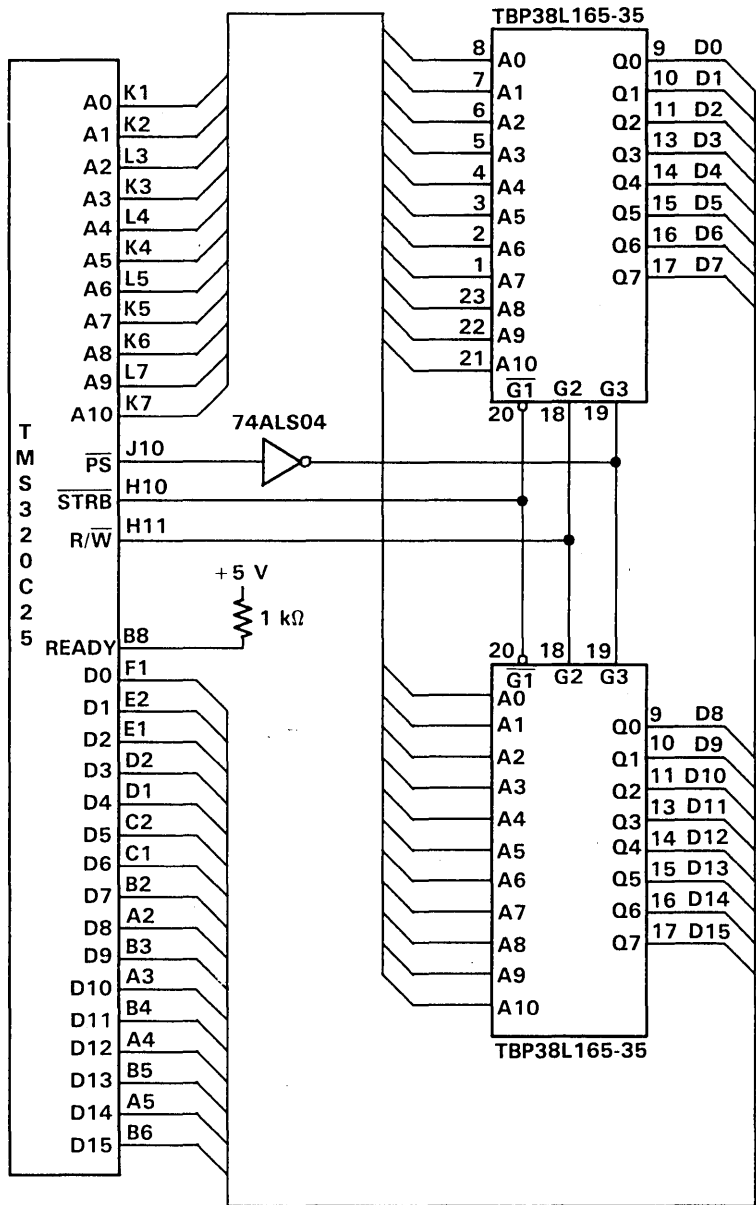 TBP38L165-35
TMS320C25
A0 K1
A1 K2
A2 L3
A3 K3
A4 L4
A5 K4
A6 L5
A7 K5
A8 K6
A9 L7
A10 K7
PS J10
STRB H10
R/W H11
74ALS04
+5 V
1 kΩ
READY B8
D0 F1
D1 E2
D2 E1
D3 D2
D4 D1
D5 C2
D6 C1
D7 B2
D8 A2
D9 B3
D10 A3
D11 B4
D12 A4
D13 B5
D14 A5
D15 B6
8 A0 Q0 9 D0
7 A1 Q1 10 D1
6 A2 Q2 11 D2
5 A3 Q3 13 D3
4 A4 Q4 14 D4
3 A5 Q5 15 D5
2 A6 Q6 16 D6
1 A7 Q7 17 D7
23 A8
22 A9
21 A10
G1 G2 G3
20 18 19
20 18 19
G1 G2 G3
A0 Q0 9 D8
A1 Q1 10 D9
A2 Q2 11 D10
A3 Q3 13 D11
A4 Q4 14 D12
A5 Q5 15 D13
A6 Q6 16 D14
A7 Q7 17 D15
A8
A9
A10
TBP38L165-35